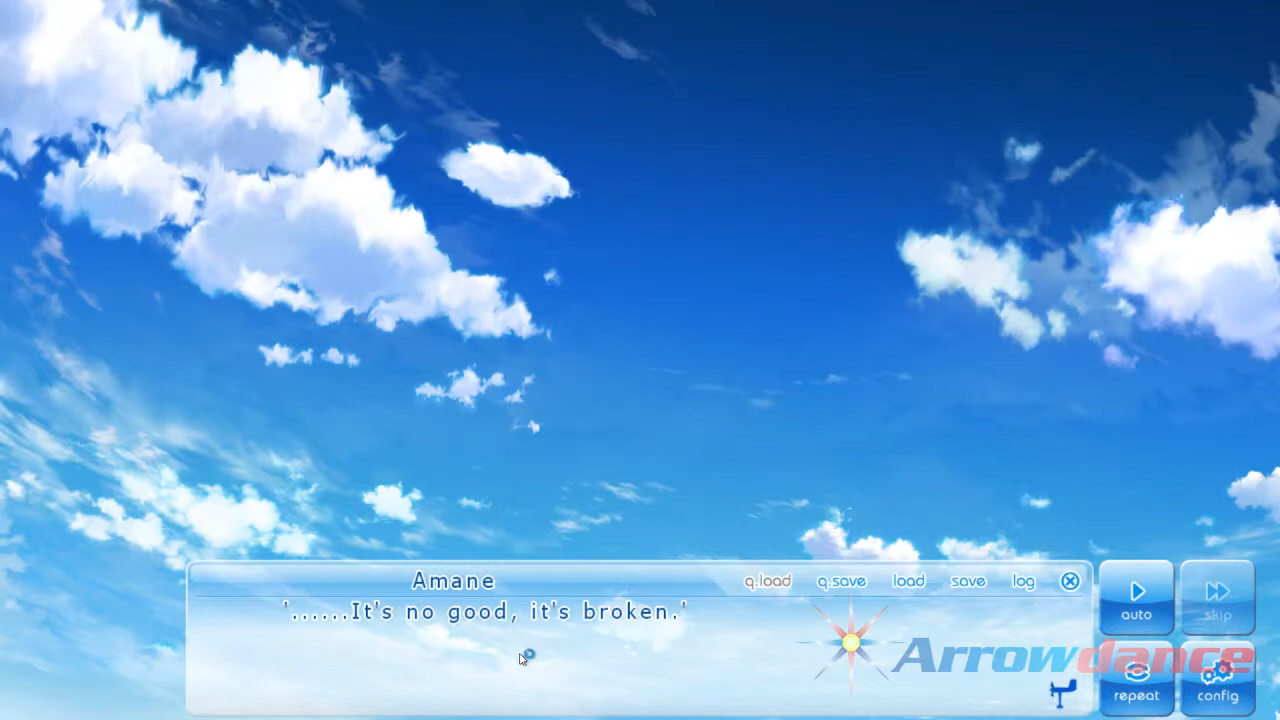 Amane
q.load q.save load save log
'......It's no good, it's broken.'
auto
skip
Arrowdance
repeat
config